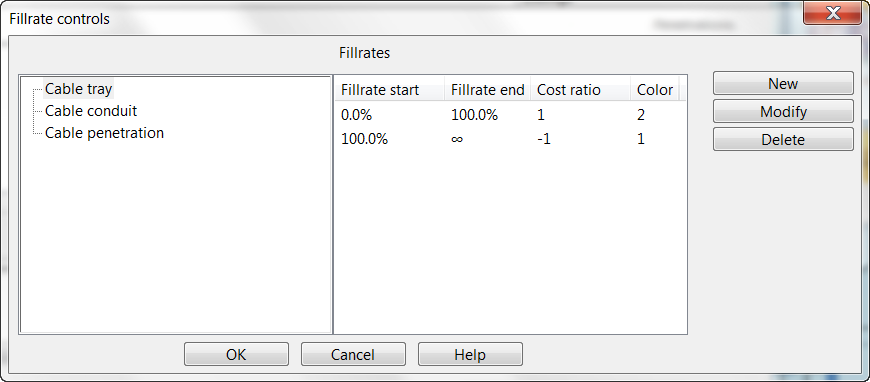 Fillrate controls
Fillrates
Cable tray
Cable conduit
Cable penetration
Fillrate start Fillrate end Cost ratio Color
0.0% 100.0% 1 2
100.0% ∞ -1 1
New
Modify
Delete
OK Cancel Help